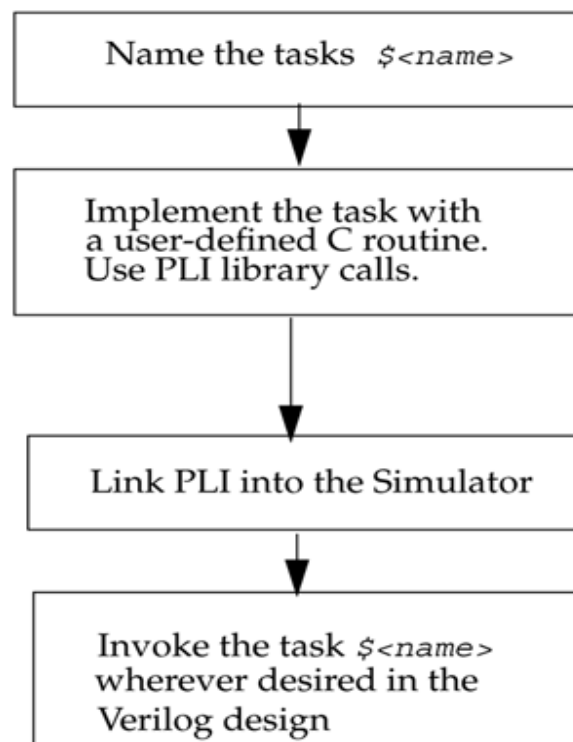 Name the tasks $<name>
Implement the task with
a user-defined C routine.
Use PLI library calls.
Link PLI into the Simulator
Invoke the task $<name>
wherever desired in the
Verilog design